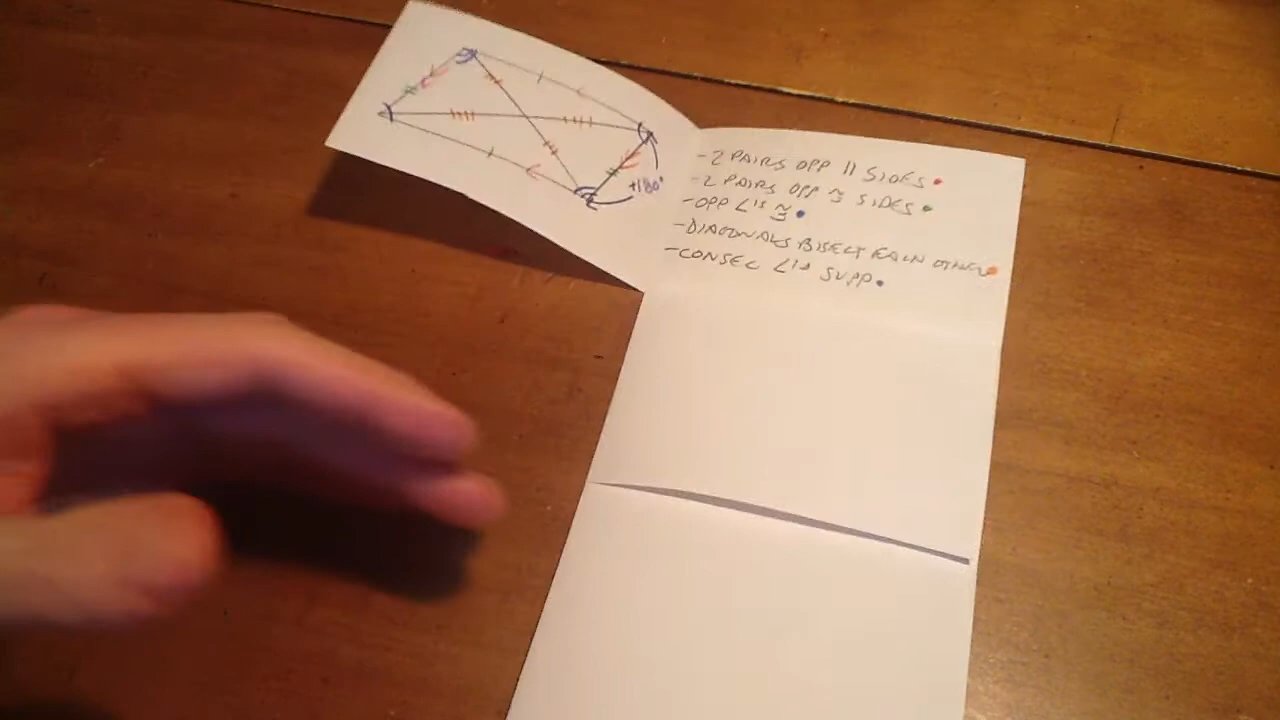 -2 PAIRS OPP || SIDES
-2 PAIRS OPP ≅ SIDES
-OPP ∠'S ≅
-DIAGONALS BISECT EACH OTHER
-CONSEC ∠'S SUPP.
+180°